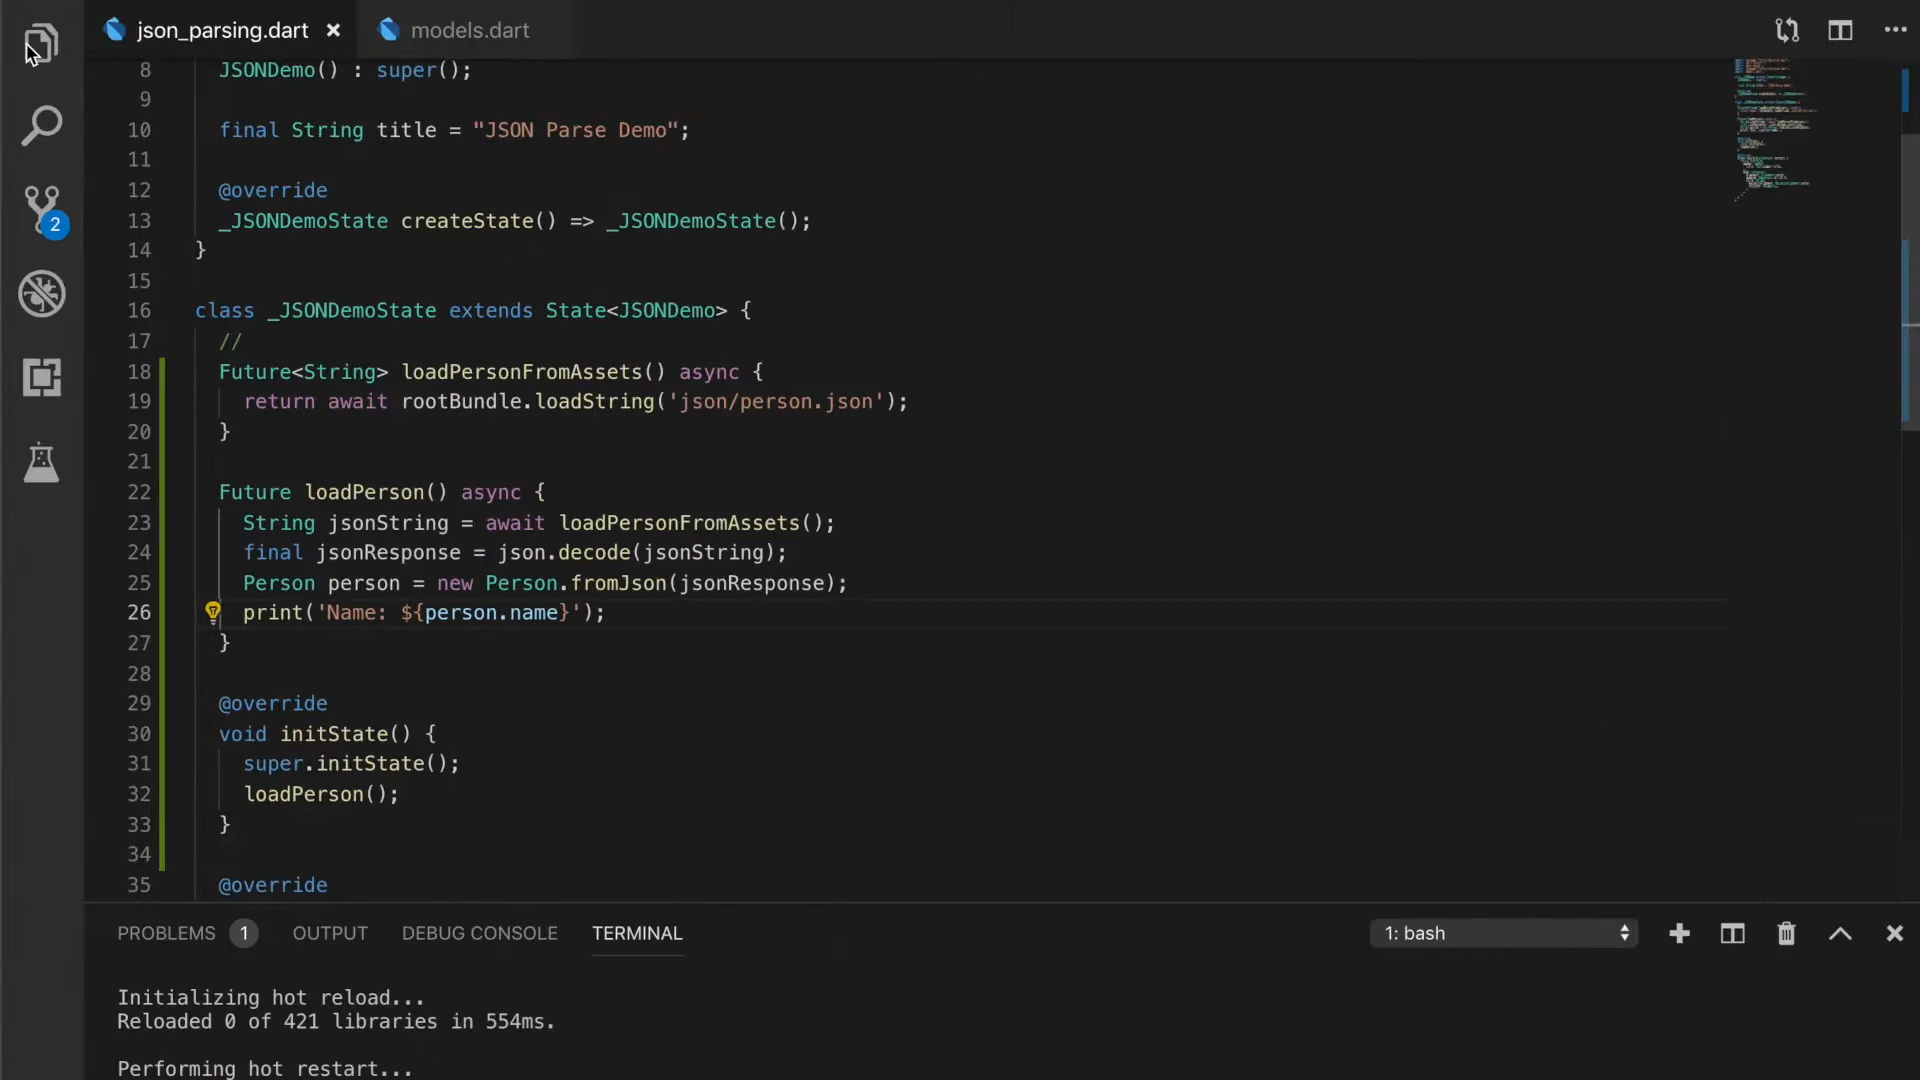 json_parsing.dart models.dart
8 JSONDemo() : super();
9
10 final String title = "JSON Parse Demo";
11
12 @override
13 _JSONDemoState createState() => _JSONDemoState();
14 }
15
16 class _JSONDemoState extends State<JSONDemo> {
17 //
18 Future<String> loadPersonFromAssets() async {
19 return await rootBundle.loadString('json/person.json');
20 }
21
22 Future loadPerson() async {
23 String jsonString = await loadPersonFromAssets();
24 final jsonResponse = json.decode(jsonString);
25 Person person = new Person.fromJson(jsonResponse);
26 print('Name: ${person.name}');
27 }
28
29 @override
30 void initState() {
31 super.initState();
32 loadPerson();
33 }
34
35 @override
2
PROBLEMS 1 OUTPUT DEBUG CONSOLE TERMINAL 1: bash
Initializing hot reload...
Reloaded 0 of 421 libraries in 554ms.
Performing hot restart...